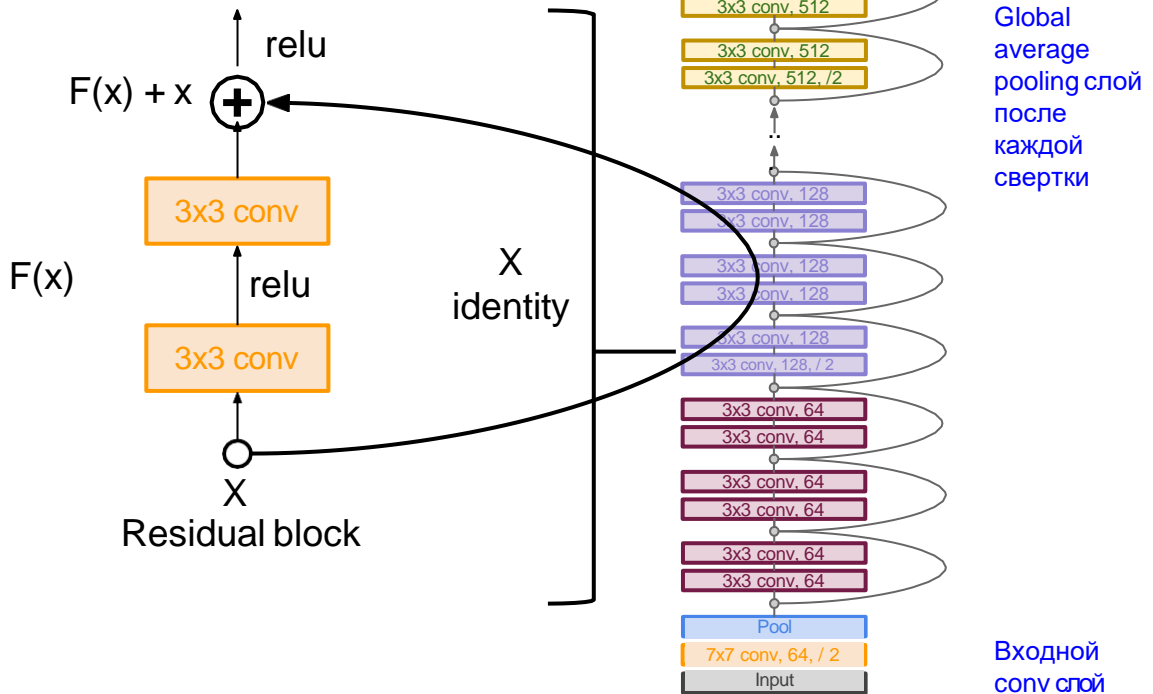 relu
F(x) + x
3x3 conv
F(x)
relu
3x3 conv
X
Residual block
X
identity
3x3 conv, 512
3x3 conv, 512
3x3 conv, 512, /2
..
.
3x3 conv, 128
3x3 conv, 128
3x3 conv, 128
3x3 conv, 128
3x3 conv, 128
3x3 conv, 128, / 2
3x3 conv, 64
3x3 conv, 64
3x3 conv, 64
3x3 conv, 64
3x3 conv, 64
3x3 conv, 64
Pool
7x7 conv, 64, / 2
Input
Global
average
pooling слой
после
каждой
свертки
Входной
conv слой